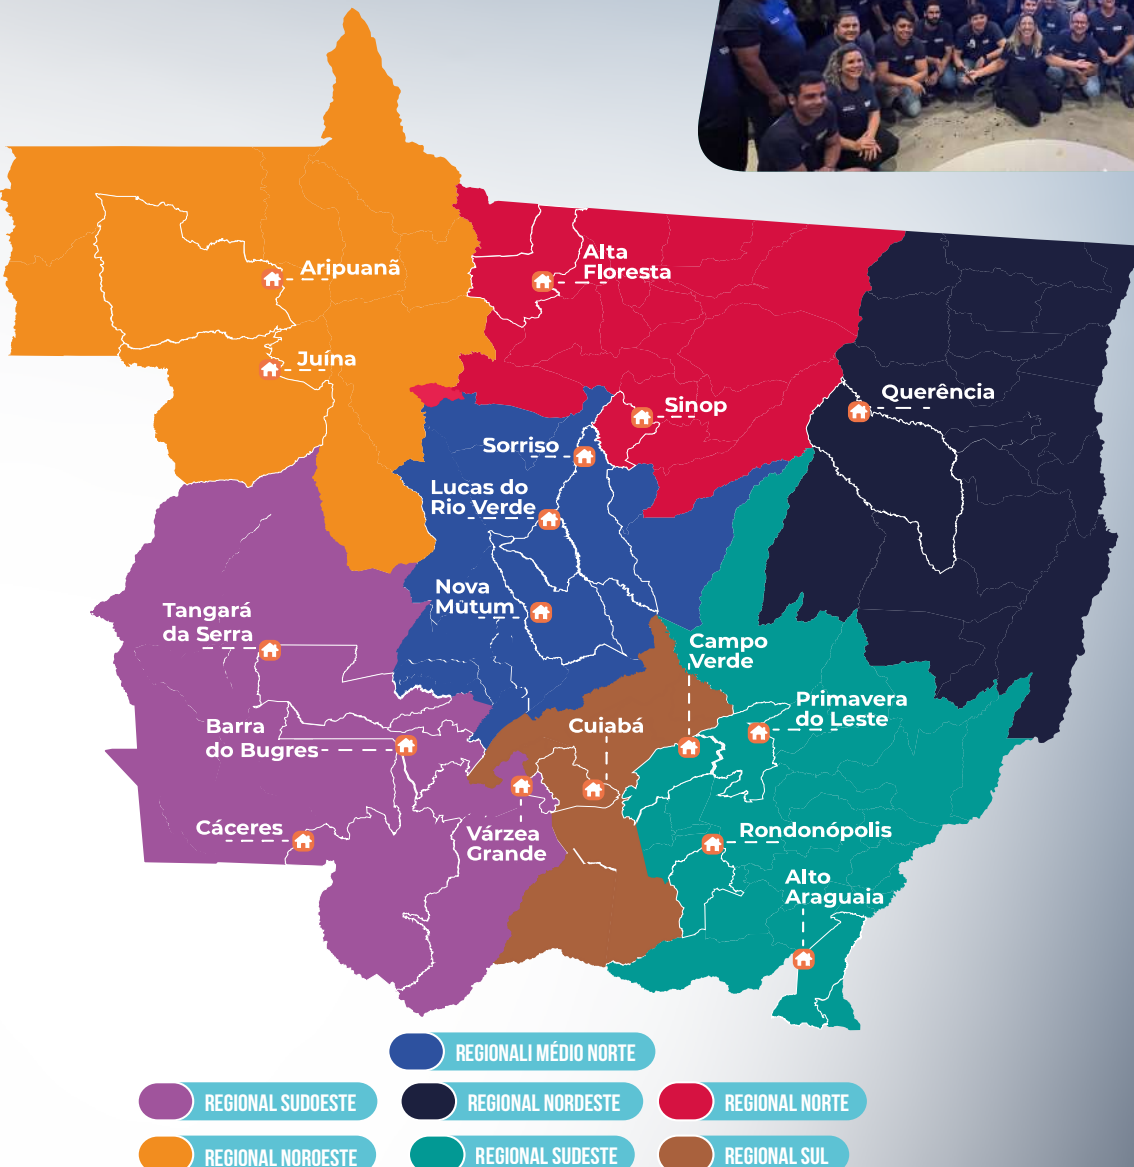 Alta
Floresta
Aripuanã
Juína
Querência
Sinop
Sorriso
Lucas do
Rio Verde
Nova
Mutum
Tangará
da Serra
Campo
Verde
Primavera
do Leste
Barra
do Bugres
Cuiabá
Cáceres
Várzea
Grande
Rondonópolis
Alto
Araguaia
REGIONALI MÉDIO NORTE
REGIONAL SUDOESTE
REGIONAL NORDESTE
REGIONAL NORTE
REGIONAL NOROESTE
REGIONAL SUDESTE
REGIONAL SUL